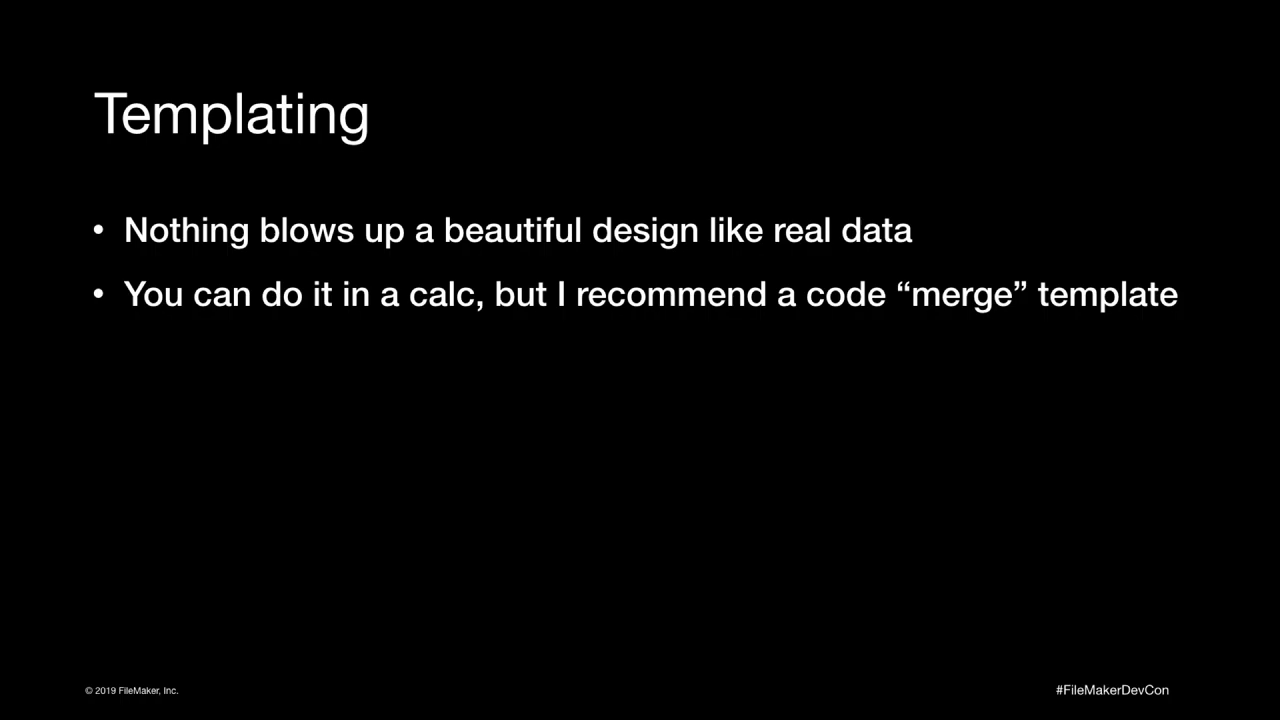 Templating
• Nothing blows up a beautiful design like real data
• You can do it in a calc, but I recommend a code “merge” template
© 2019 FileMaker, Inc.
#FileMakerDevCon